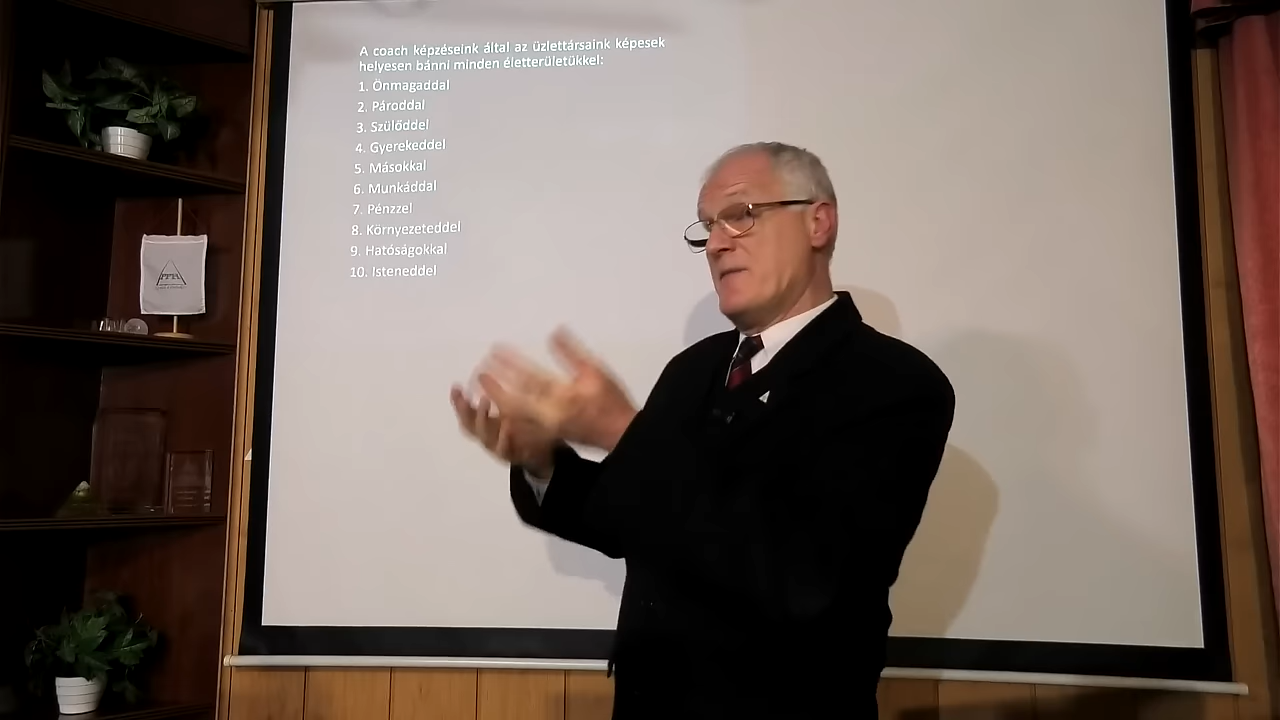 A coach képzéseink által az üzlettársaink képesek
helyesen bánni minden életterületükkel:
1. Önmagaddal
2. Pároddal
3. Szülőddel
4. Gyerekeddel
5. Másokkal
6. Munkáddal
7. Pénzzel
8. Környezeteddel
9. Hatóságokkal
10. Isteneddel